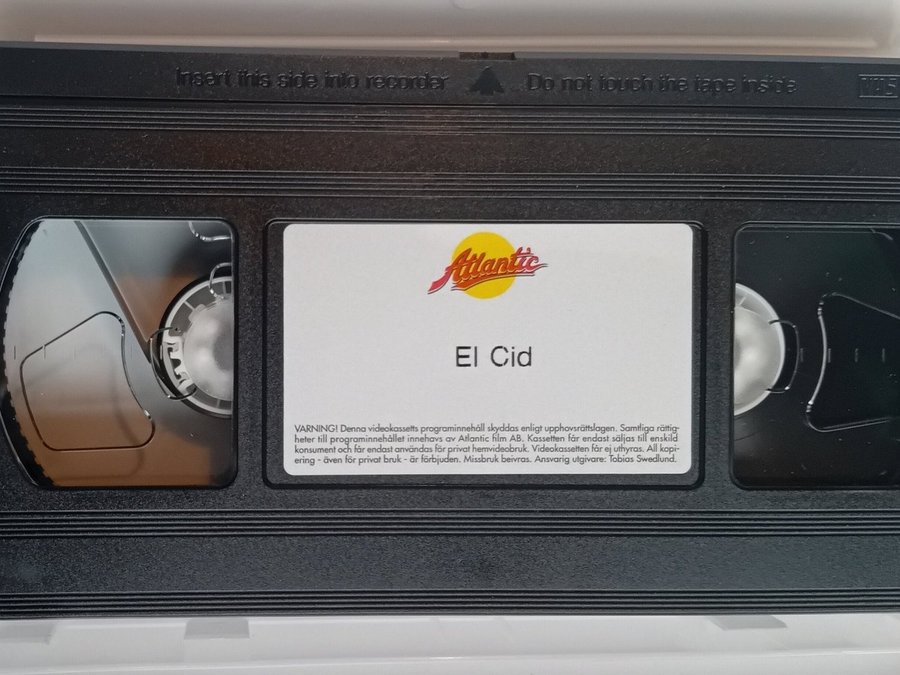 Insert this side into recorder Do not touch the tape inside VHS
Atlantic
El Cid
VARNING! Denna videokassetts programinnehåll skyddas enligt upphovsrättslagen. Samtliga rättig-
heter till programinnehållet innehavs av Atlantic film AB. Kassetten får endast säljas till enskild
konsument och får endast användas för privat hemvideobruk. Videokassetten får ej uthyras. All kopi-
ering - även för privat bruk - är förbjuden. Missbruk beivras. Ansvarig utgivare: Tobias Swedlund.